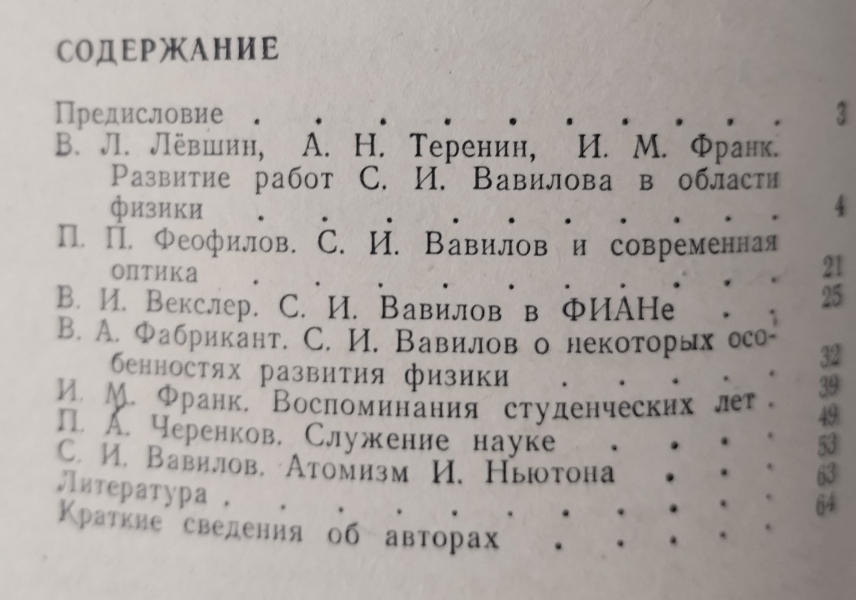 СОДЕРЖАНИЕ
Предисловие . . . . . . . . . . 3
В. Л. Лёвшин, А. Н. Теренин, И. М. Франк.
Развитие работ С. И. Вавилова в области
физики . . . . . . . . . 4
П. П. Феофилов. С. И. Вавилов и современная
оптика . . . . . . . . . 21
В. И. Векслер. С. И. Вавилов в ФИАНе . . 25
В. А. Фабрикант. С. И. Вавилов о некоторых осо-
бенностях развития физики . . . . 32
И. М. Франк. Воспоминания студенческих лет . 39
П. А. Черенков. Служение науке . . . 49
С. И. Вавилов. Атомизм И. Ньютона . . . 53
Литература . . . . . . . . . . 63
Краткие сведения об авторах . . . . . 64